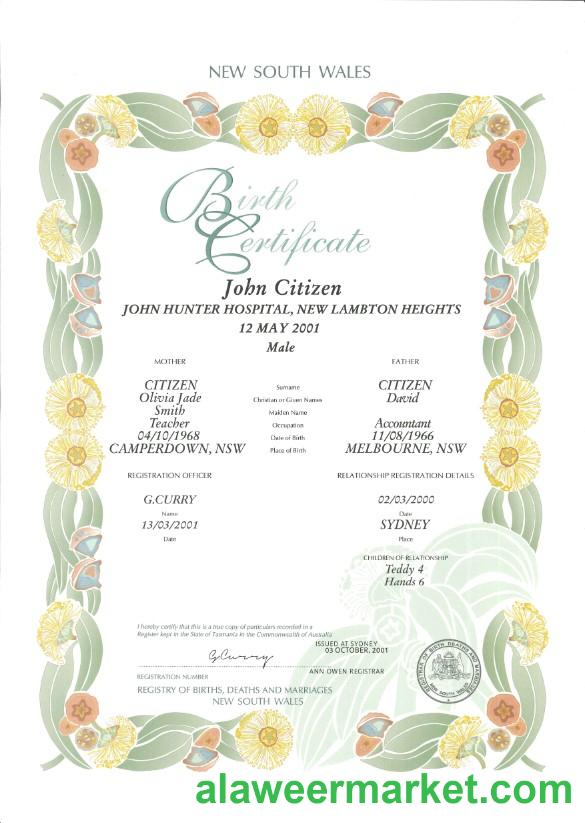 NEW SOUTH WALES
Birth
Certificate
John Citizen
JOHN HUNTER HOSPITAL, NEW LAMBTON HEIGHTS
12 MAY 2001
Male
MOTHER FATHER
CITIZEN Surname CITIZEN
Olivia Jade Christian or Given Names David
Smith Maiden Name
Teacher Occupation Accountant
04/10/1968 Date of Birth 11/08/1966
CAMPERDOWN, NSW Place of Birth MELBOURNE, NSW
REGISTRATION OFFICER RELATIONSHIP REGISTRATION DETAILS
G.CURRY 02/03/2000
Name Date
13/03/2001 SYDNEY
Date Place
CHILDREN OF RELATIONSHIP
Teddy 4
Hands 6
I hereby certify that this is a true copy of particulars recorded in a
Register kept in the State of Tasmania in the Commonwealth of Australia
ISSUED AT SYDNEY
03 OCTOBER, 2001
G Curry
REGISTRATION NUMBER ANN OWEN REGISTRAR
REGISTRY OF BIRTHS, DEATHS AND MARRIAGES
NEW SOUTH WALES
REGISTRAR OF BIRTH DEATHS AND MARRIAGES
NEW SOUTH WALES
alaweermarket.com